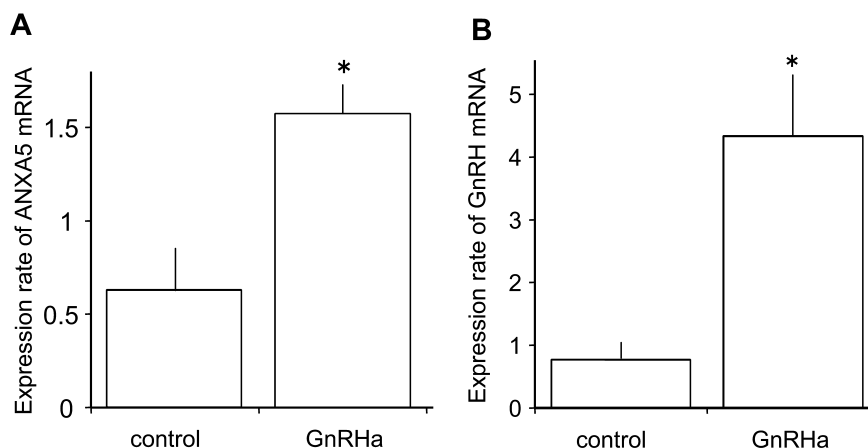 A
Expression rate of ANXA5 mRNA
1.5
1
0.5
0
control
GnRHa
*
B
Expression rate of GnRH mRNA
5
4
3
2
1
0
control
GnRHa
*